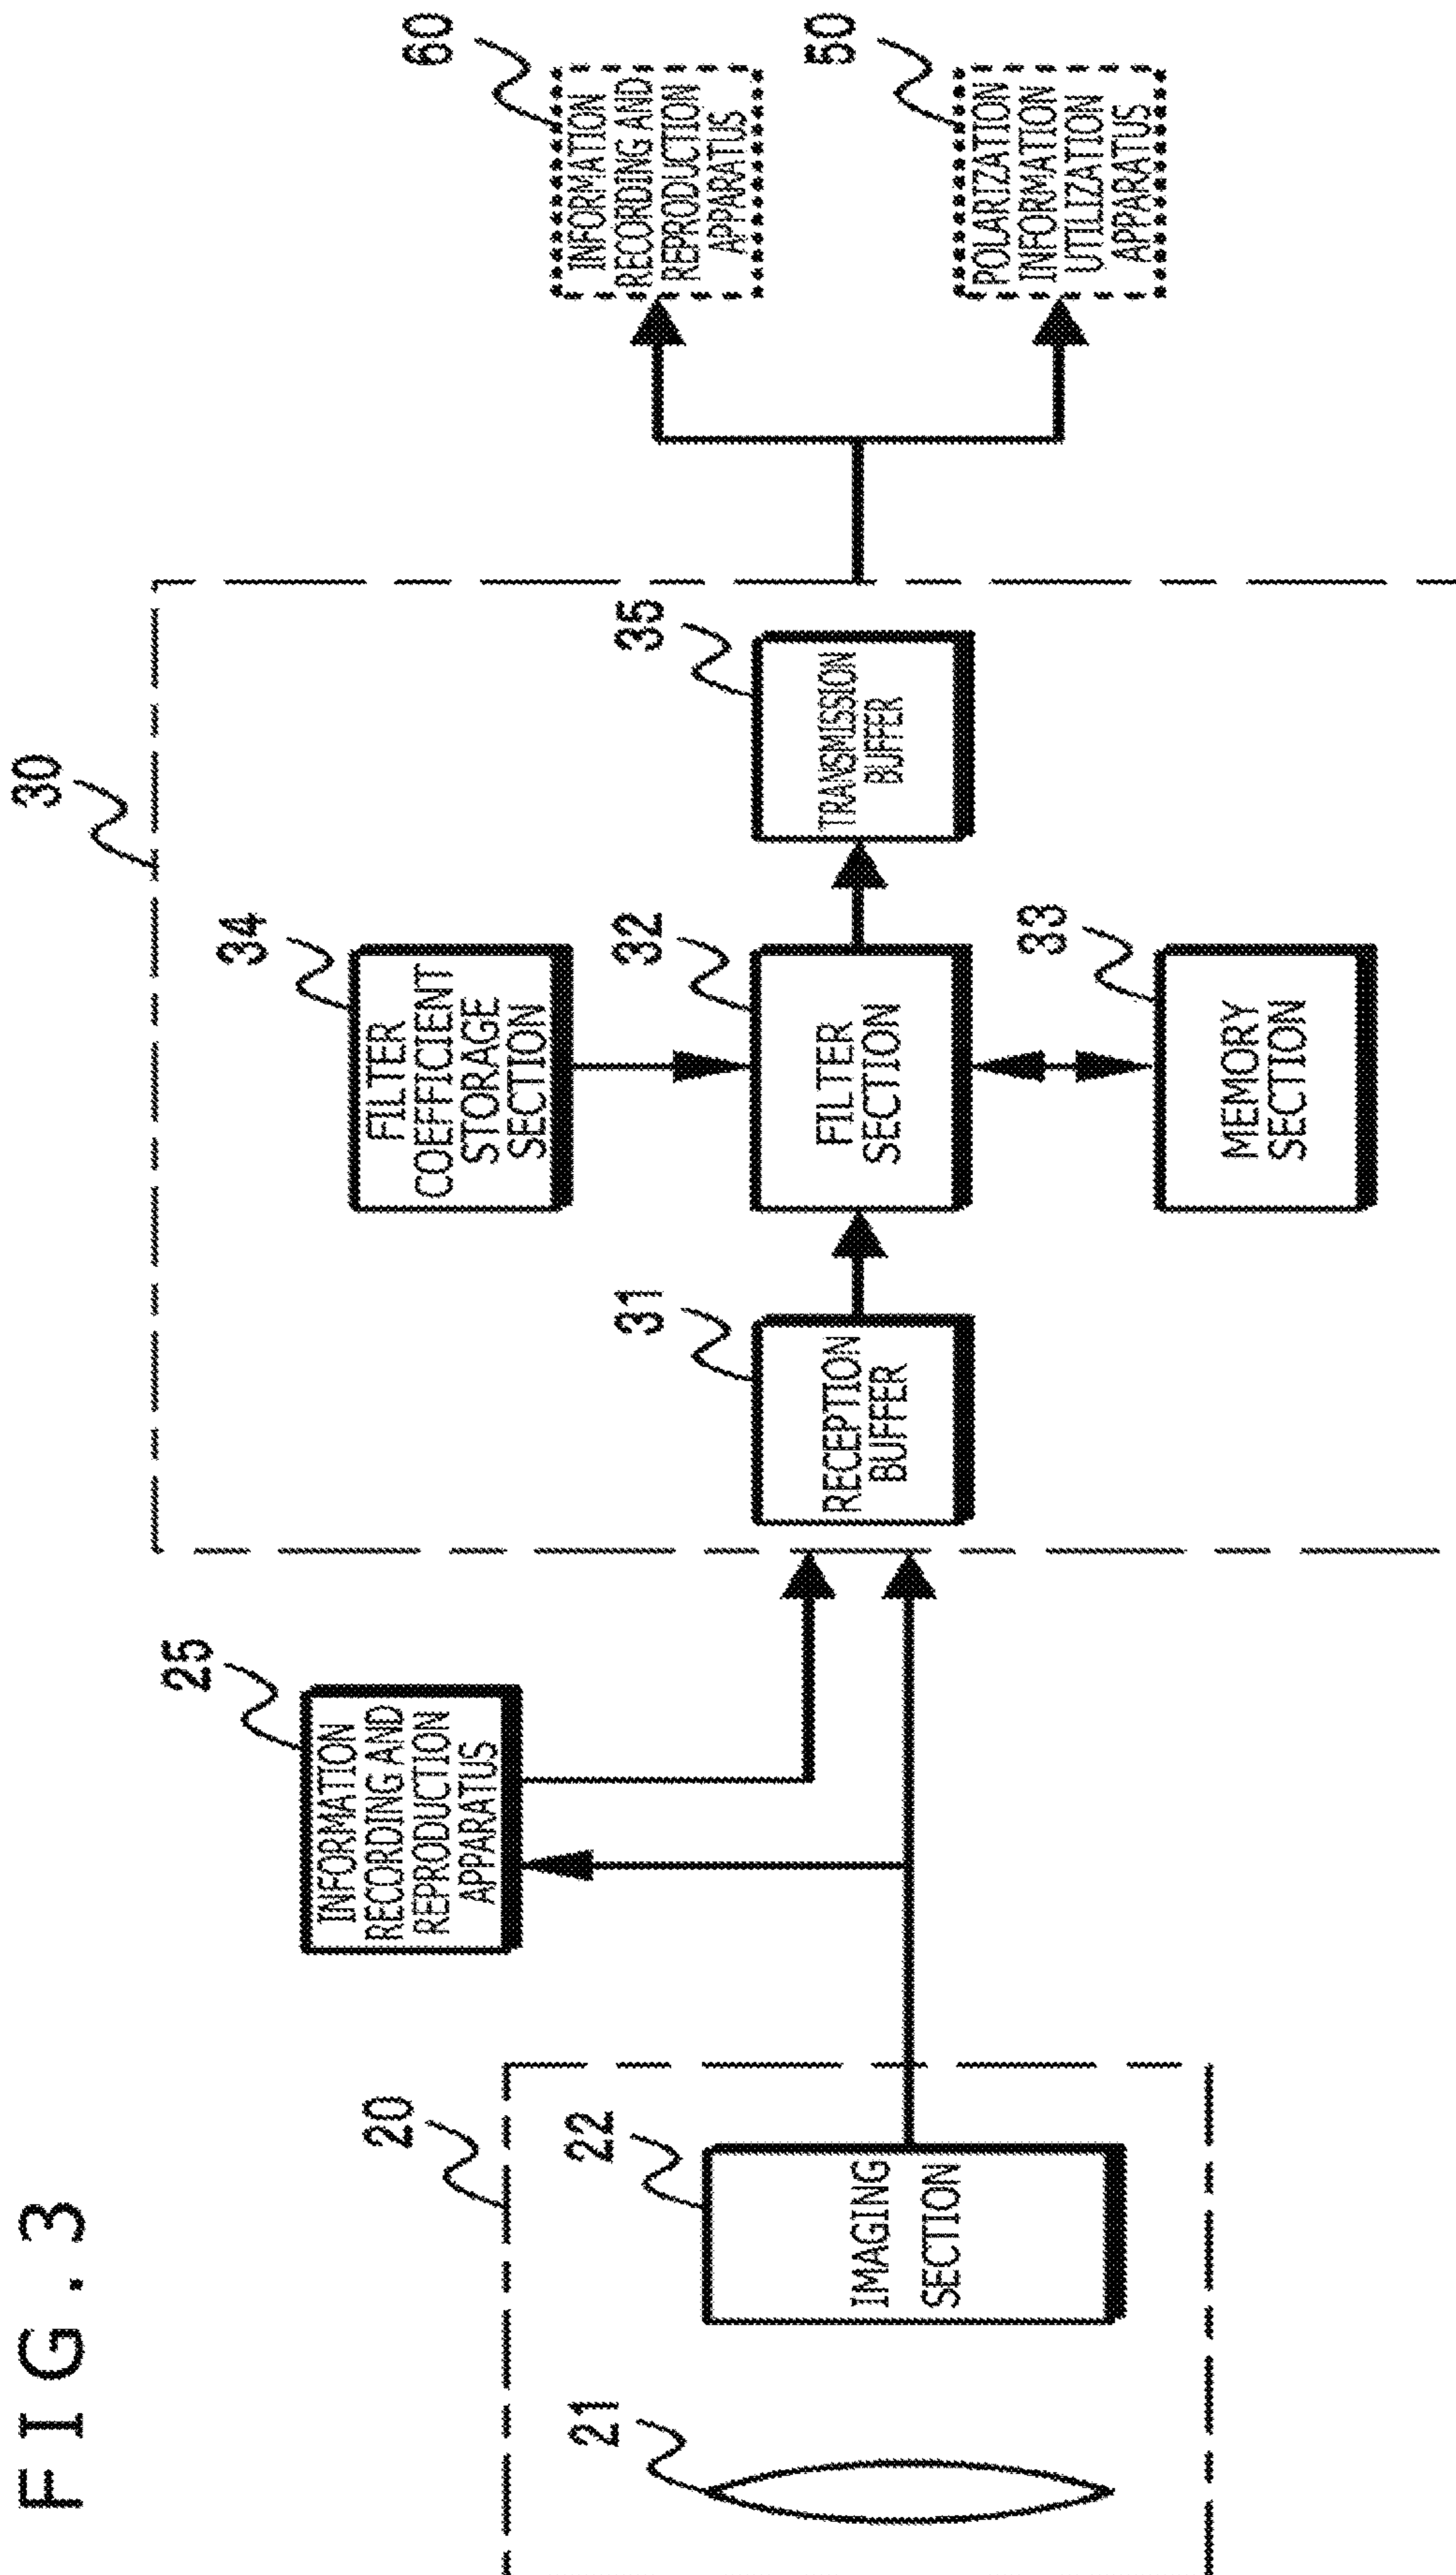 FIG.3
20
21
22
IMAGING
SECTION
25
INFORMATION
RECORDING AND
REPRODUCTION
APPARATUS
30
31
RECEPTION
BUFFER
34
FILTER
COEFFICIENT
STORAGE
SECTION
32
FILTER
SECTION
33
MEMORY
SECTION
35
TRANSMISSION
BUFFER
60
INFORMATION
RECORDING AND
REPRODUCTION
APPARATUS
50
POLARIZATION
INFORMATION
UTILIZATION
APPARATUS